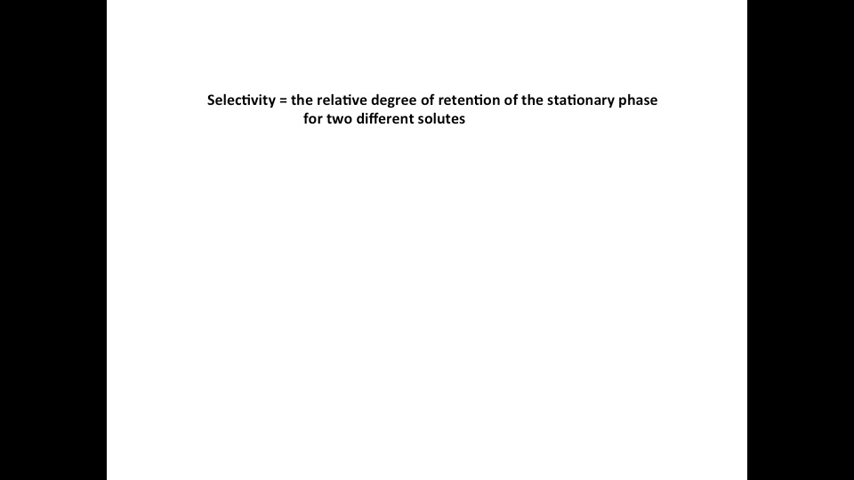 Selectivity = the relative degree of retention of the stationary phase
for two different solutes